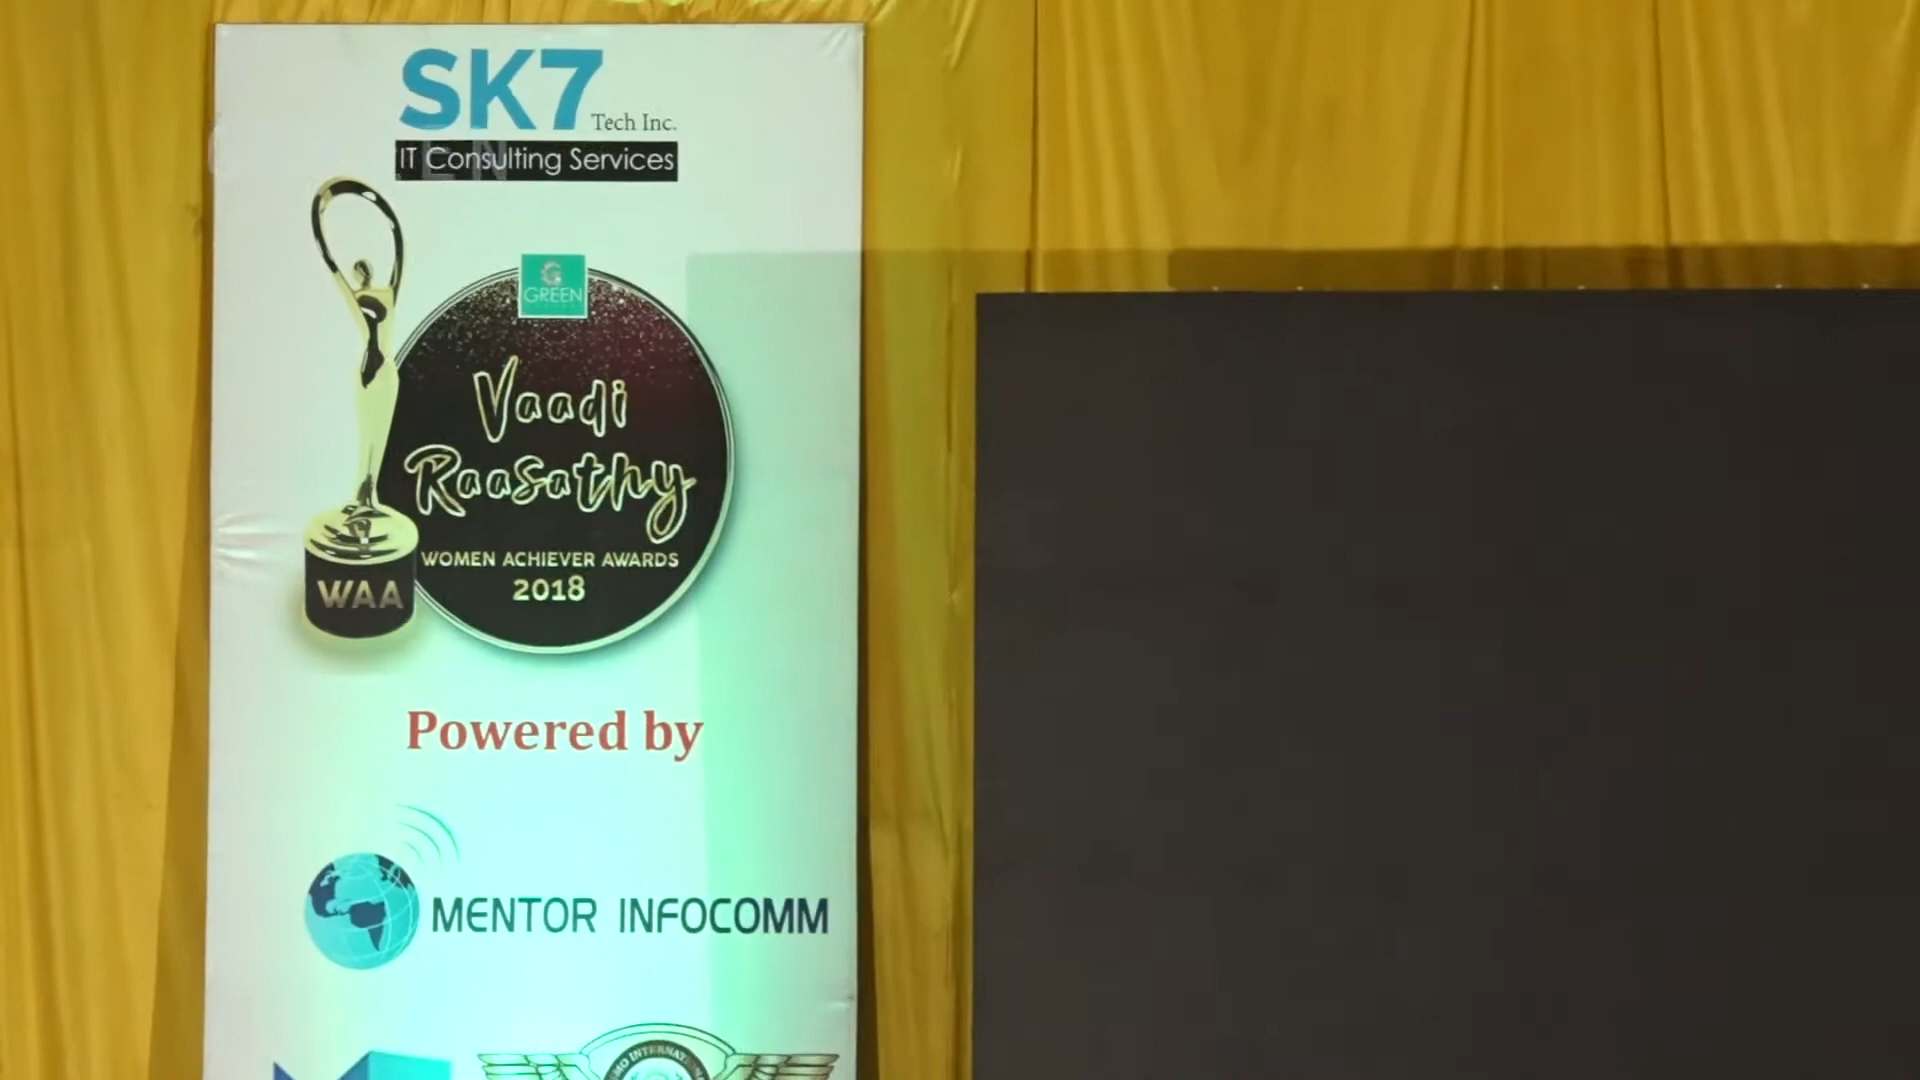 SK7
Tech Inc.
IT Consulting Services
GREEN
Vaadi
Raasathy
WOMEN ACHIEVER AWARDS
2018
WAA
Powered by
MENTOR INFOCOMM